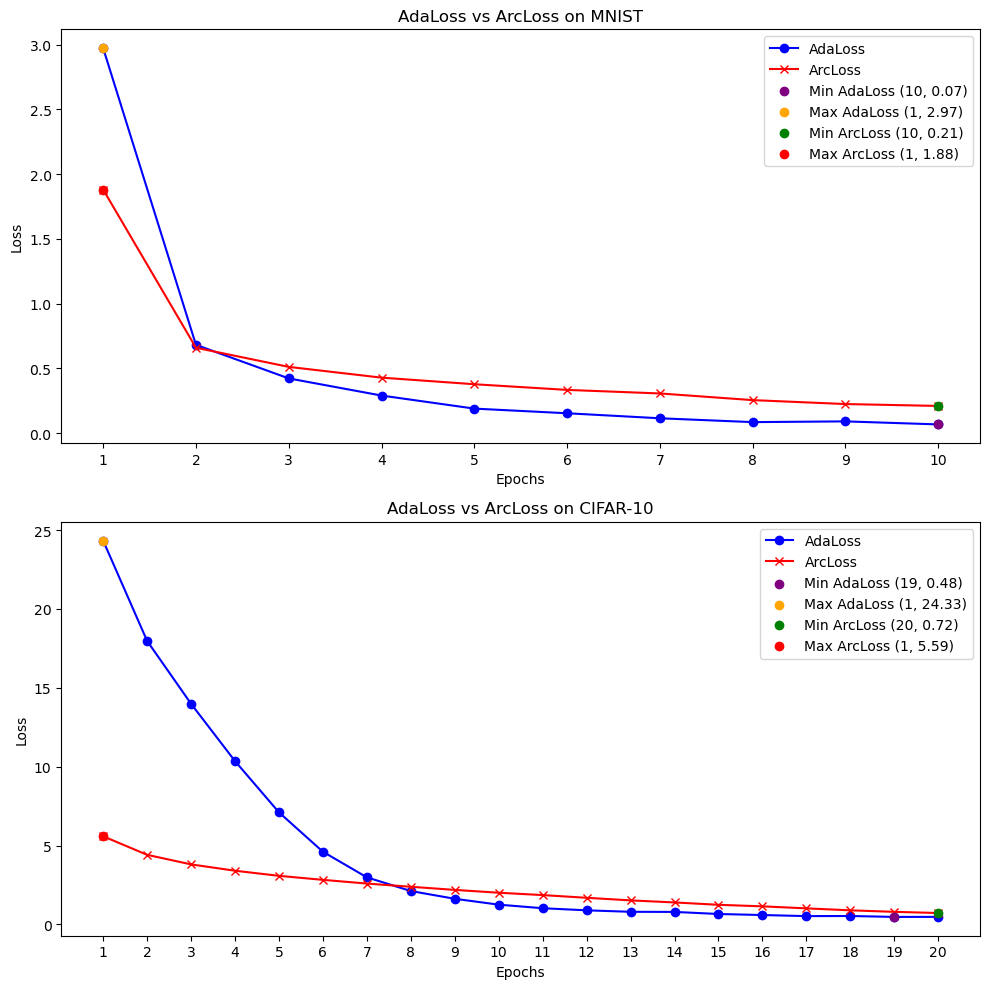 AdaLoss vs ArcLoss on MNIST
3.0
2.5
2.0
1.5
1.0
0.5
0.0
Loss
AdaLoss
ArcLoss
Min AdaLoss (10, 0.07)
Max AdaLoss (1, 2.97)
Min ArcLoss (10, 0.21)
Max ArcLoss (1, 1.88)
1 2 3 4 5 6 7 8 9 10
Epochs
AdaLoss vs ArcLoss on CIFAR-10
25
20
15
10
5
0
Loss
AdaLoss
ArcLoss
Min AdaLoss (19, 0.48)
Max AdaLoss (1, 24.33)
Min ArcLoss (20, 0.72)
Max ArcLoss (1, 5.59)
1 2 3 4 5 6 7 8 9 10 11 12 13 14 15 16 17 18 19 20
Epochs